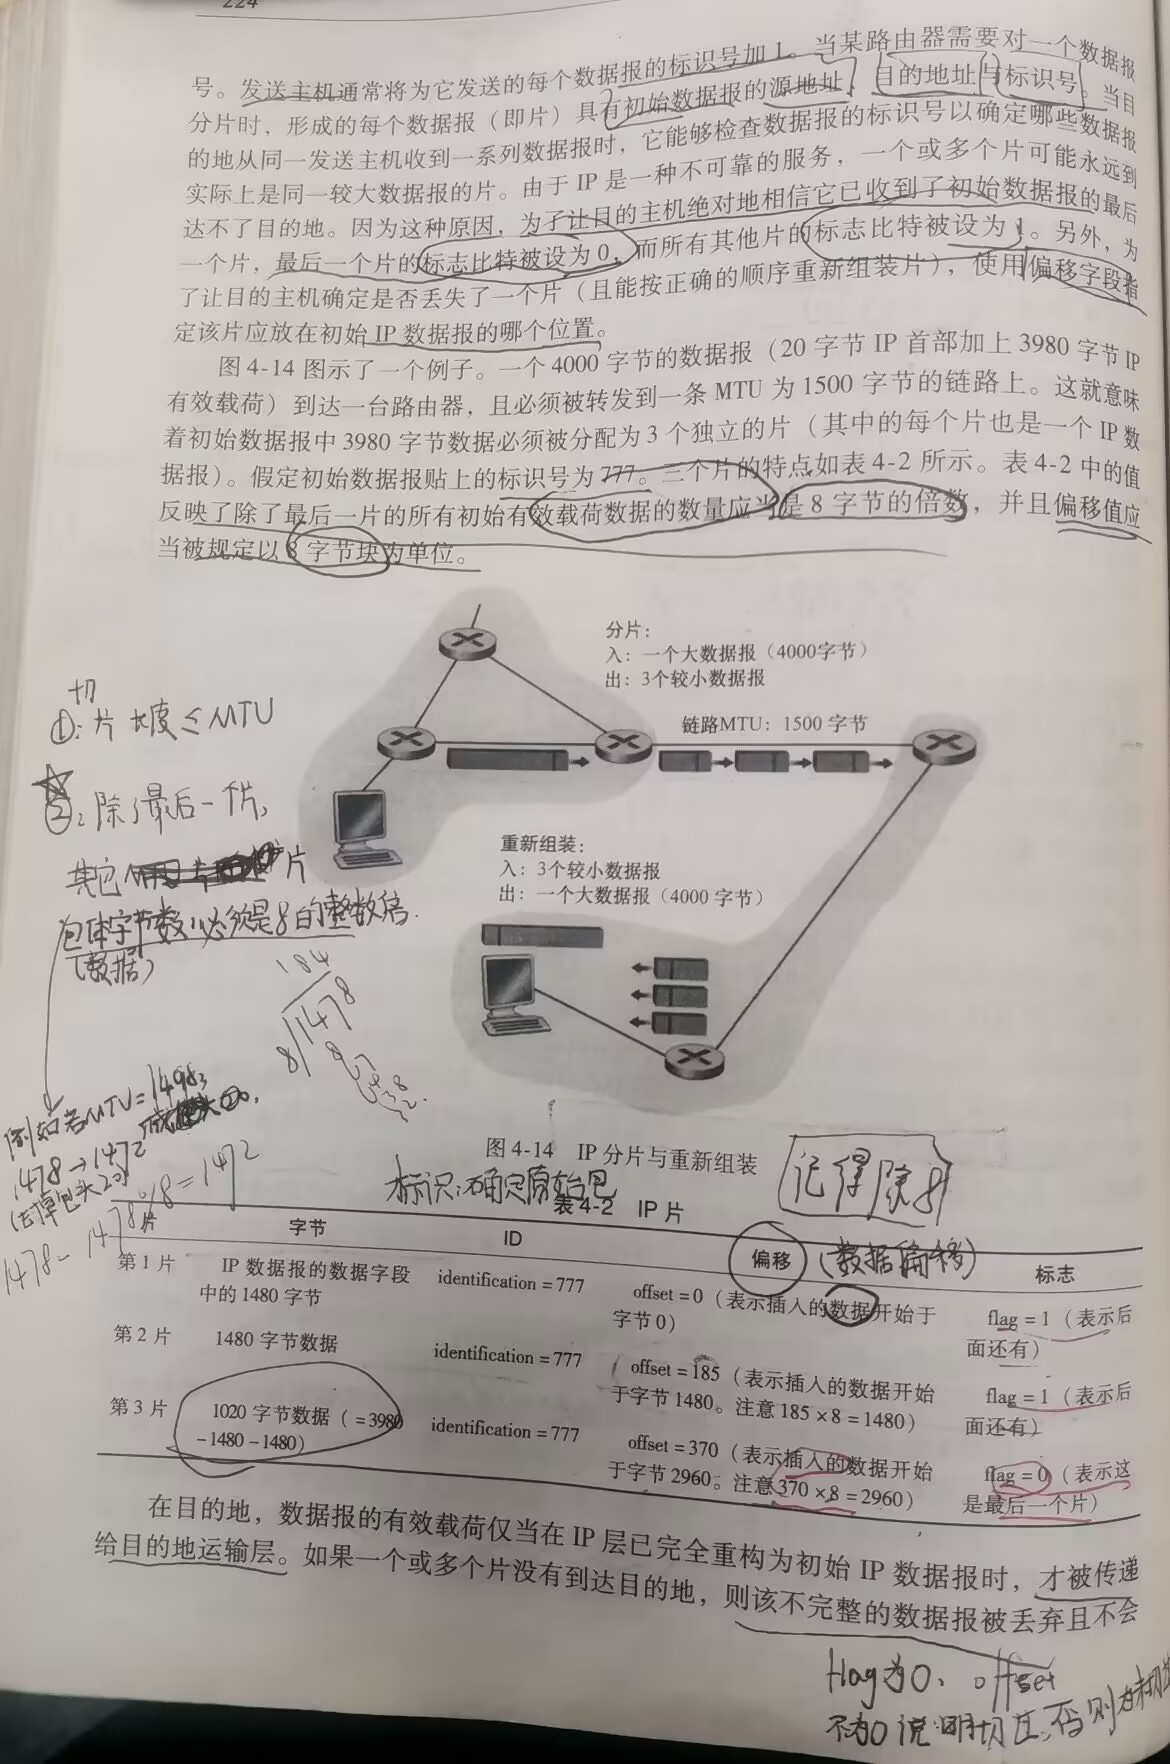 224
号。发送主机通常将为它发送的每个数据报的标识号加1。当某路由器需要对一个数据报
分片时，形成的每个数据报（即片）具有初始数据报的源地址、目的地址与标识号。当目
的地从同一发送主机收到一系列数据报时，它能够检查数据报的标识号以确定哪些数据报
实际上是同一较大数据报的片。由于IP是一种不可靠的服务，一个或多个片可能永远到
达不了目的地。因为这种原因，为了让目的主机绝对地相信它已收到了初始数据报的最后
一个片，最后一个片的标志比特被设为0，而所有其他片的标志比特被设为1。另外，为
了让目的主机确定是否丢失了一个片（且能按正确的顺序重新组装片），使用偏移字段指
定该片应放在初始IP数据报的哪个位置。
图4-14图示了一个例子。一个4000字节的数据报（20字节IP首部加上3980字节IP
有效载荷）到达一台路由器，且必须被转发到一条MTU为1500字节的链路上。这就意味
着初始数据报中3980字节数据必须被分配为3个独立的片（其中的每个片也是一个IP数
据报）。假定初始数据报贴上的标识号为777。三个片的特点如表4-2所示。表4-2中的值
反映了除了最后一片的所有初始有效载荷数据的数量应当是8字节的倍数，并且偏移值应
当被规定以8字节块为单位。
分片：
入：一个大数据报（4000字节）
出：3个较小数据报
链路MTU：1500字节
切
①：片长度≤MTU
②：除了最后一个片，
其它片
包体字节数必须是8的整数倍.
（数据）
重新组装：
入：3个较小数据报
出：一个大数据报（4000字节）
184
8/1478
例如若MTU=1498，
1478→1472
（去掉包头20）
1478-1478%8=1472
图4-14 IP分片与重新组装
记得除8
标识：确定原始包
表4-2 IP片
片 字节 ID 偏移（数据偏移） 标志
第1片 IP数据报的数据字段中的1480字节 identification=777 offset=0（表示插入的数据开始于字节0） flag=1（表示后面还有）
第2片 1480字节数据 identification=777 offset=185（表示插入的数据开始于字节1480。注意185×8=1480） flag=1（表示后面还有）
第3片 1020字节数据（=3980-1480-1480） identification=777 offset=370（表示插入的数据开始于字节2960。注意370×8=2960） flag=0（表示这是最后一个片）
在目的地，数据报的有效载荷仅当在IP层已完全重构为初始IP数据报时，才被传递
给目的地运输层。如果一个或多个片没有到达目的地，则该不完整的数据报被丢弃且不会
flag为0、offset
不为0说明切过，否则